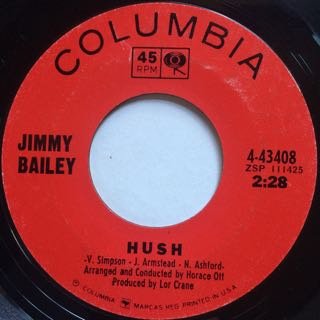 COLUMBIA
45
RPM
JIMMY
BAILEY
4-43408
ZSP 111425
2:28
HUSH
-V. Simpson - J. Armstead - N. Ashford-
Arranged and Conducted by Horace Ott
Produced by Lor Crane
© COLUMBIA MARCAS REG. PRINTED IN U.S.A.